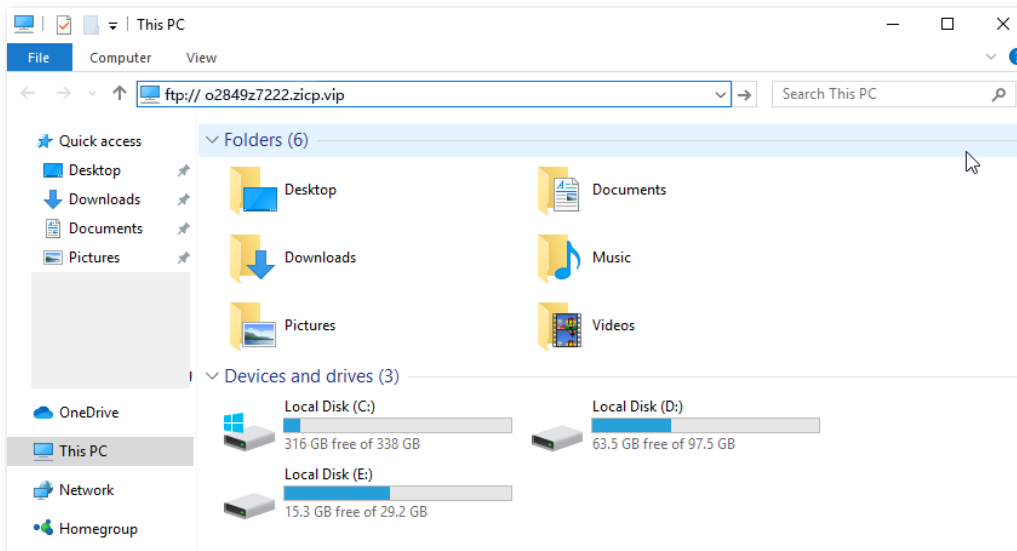 This PC
File Computer View
ftp:// o2849z7222.zicp.vip Search This PC
Quick access
Desktop
Downloads
Documents
Pictures
OneDrive
This PC
Network
Homegroup
Folders (6)
Desktop Documents
Downloads Music
Pictures Videos
Devices and drives (3)
Local Disk (C:) Local Disk (D:)
316 GB free of 338 GB 63.5 GB free of 97.5 GB
Local Disk (E:)
15.3 GB free of 29.2 GB